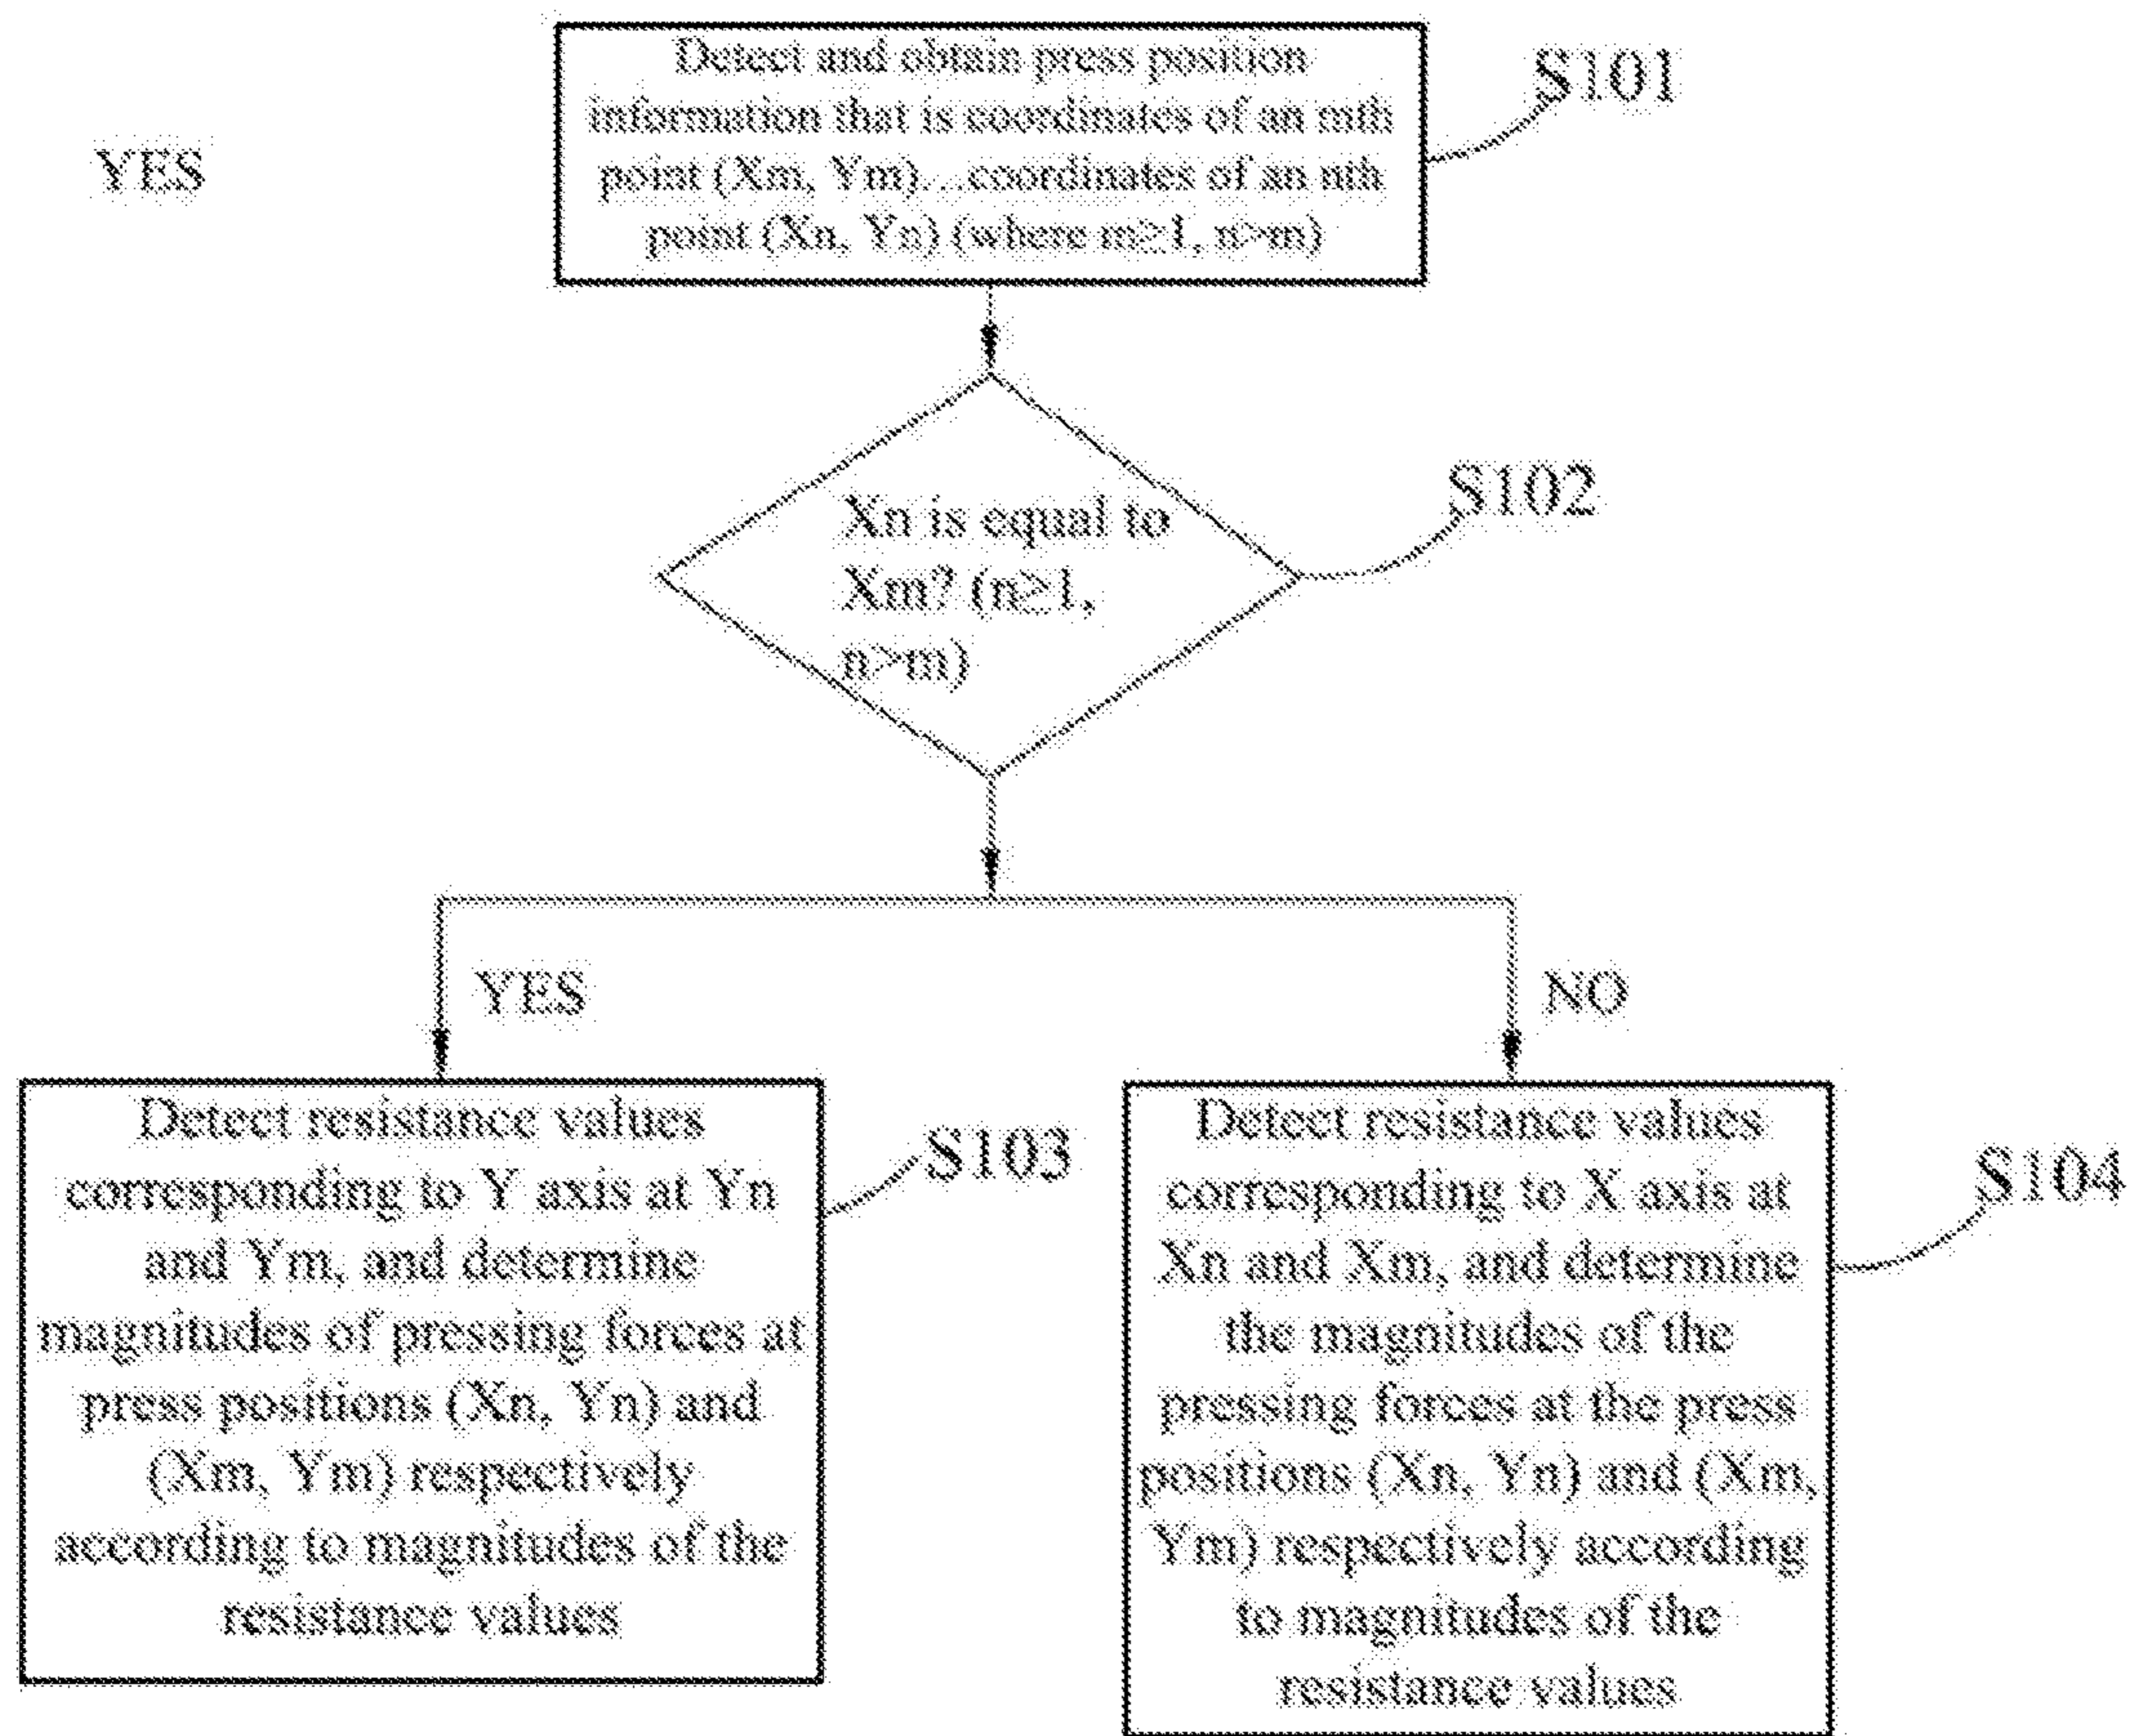 Detect and obtain press position
information that is coordinates of an mth
point (Xm, Ym)...coordinates of an nth
point (Xn, Yn) (where m≥1, n>m)
S101
YES
Xn is equal to
Xm? (n≥1,
n>m)
S102
YES
NO
Detect resistance values
corresponding to Y axis at Yn
and Ym, and determine
magnitudes of pressing forces at
press positions (Xn, Yn) and
(Xm, Ym) respectively
according to magnitudes of the
resistance values
S103
Detect resistance values
corresponding to X axis at
Xn and Xm, and determine
the magnitudes of the
pressing forces at the press
positions (Xn, Yn) and (Xm,
Ym) respectively according
to magnitudes of the
resistance values
S104